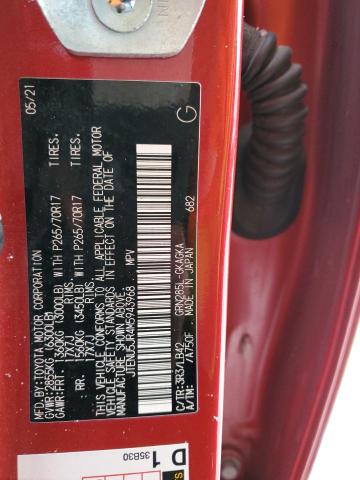 MFD.BY:TOYOTA MOTOR CORPORATION 05/21
GVWR:2855KG (6300LB)
GAWR:FRT. 1360KG (3000LB) WITH P265/70R17 TIRES.
17X7J RIMS.
RR. 1560KG (3450LB) WITH P265/70R17 TIRES.
17X7J RIMS.
THIS VEHICLE CONFORMS TO ALL APPLICABLE FEDERAL MOTOR
VEHICLE SAFETY STANDARDS IN EFFECT ON THE DATE OF
MANUFACTURE SHOWN ABOVE.
JTENU5JR4M5943968 MPV
682
C/TR:3R3/LB42 GRN285L-GKAGKA
A/TM: /A750F MADE IN JAPAN
G
D 1
35B30